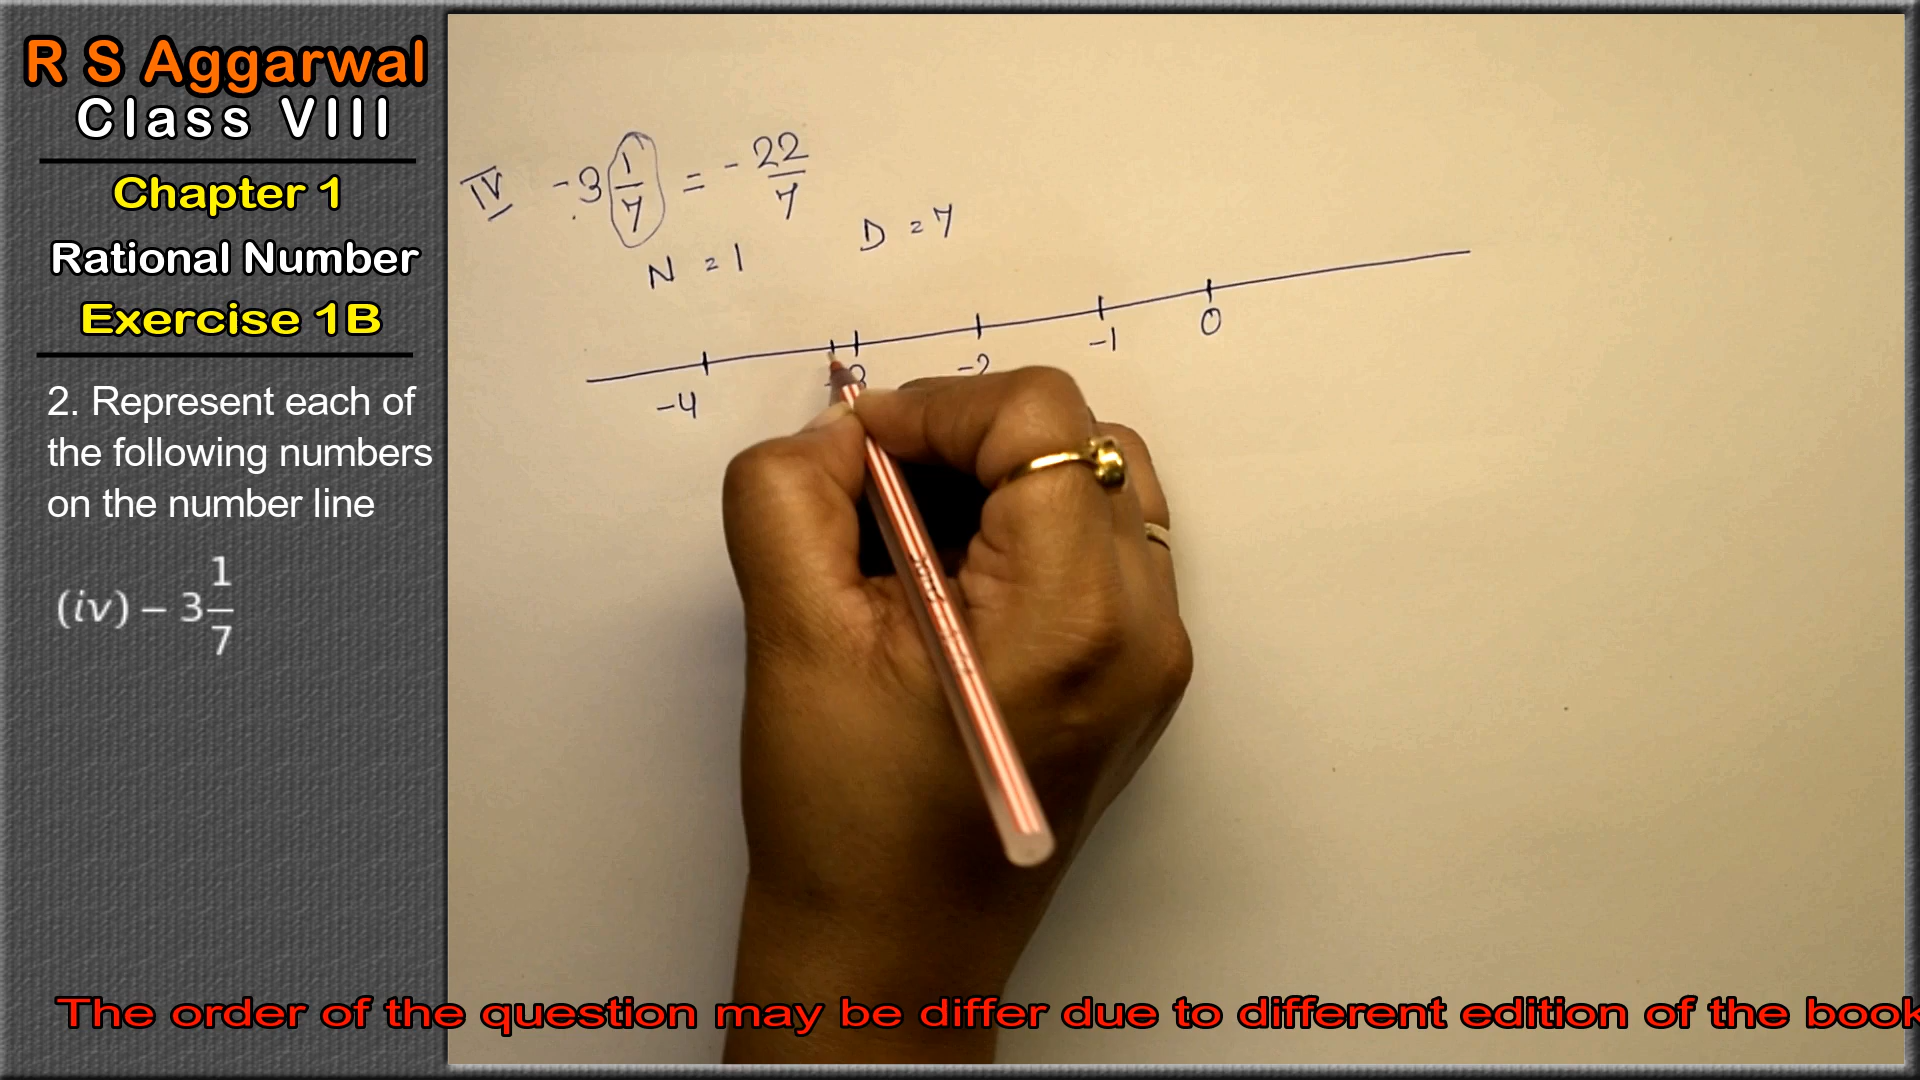 R S Aggarwal
Class VIII
Chapter 1
Rational Number
Exercise 1B
2. Represent each of
the following numbers
on the number line
(iv) – 3 1/7
IV -3 1/7 = - 22/7
N = 1 D = 7
-4 -3 -2 -1 0
The order of the question may be differ due to different edition of the book